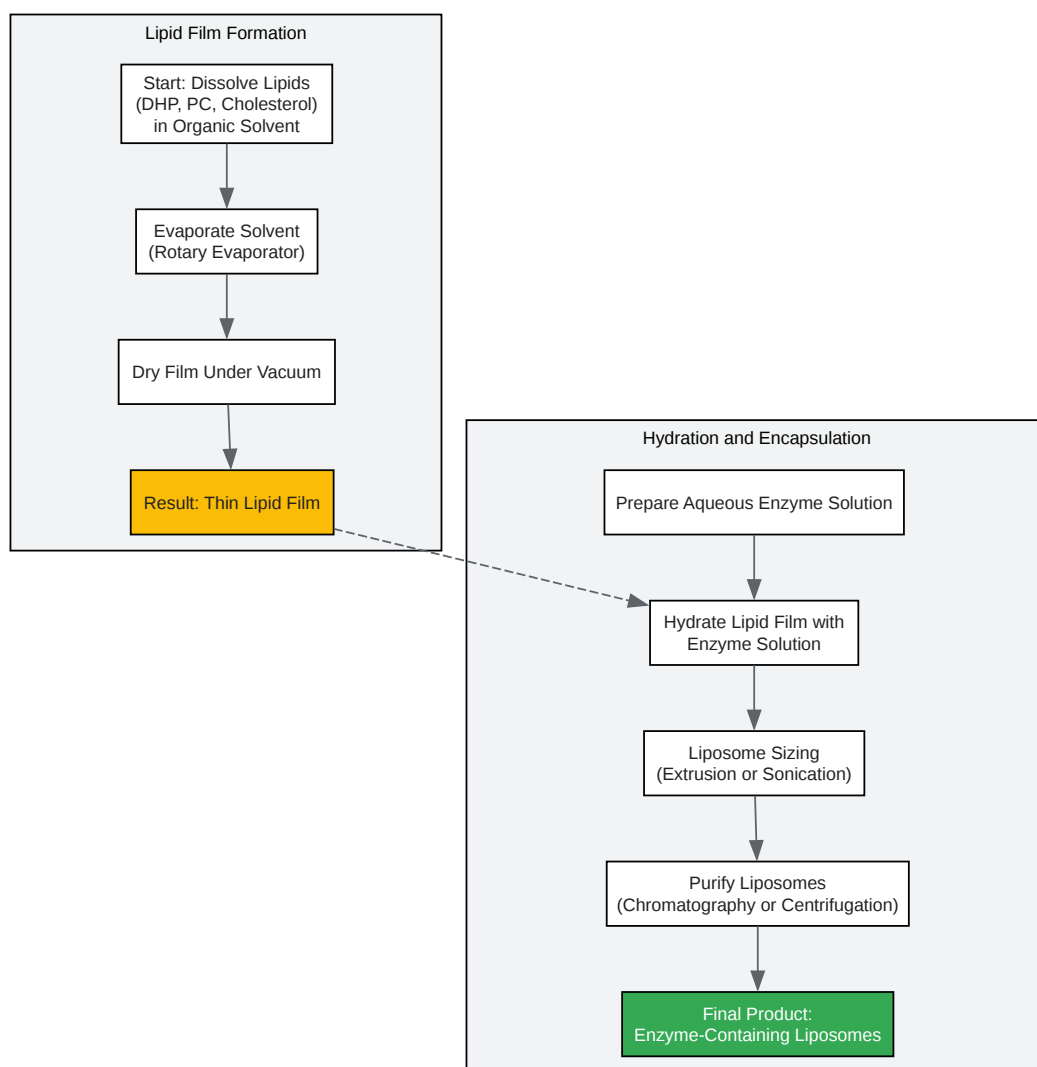 Lipid Film Formation
Start: Dissolve Lipids
(DHP, PC, Cholesterol)
in Organic Solvent
Evaporate Solvent
(Rotary Evaporator)
Dry Film Under Vacuum
Result: Thin Lipid Film
Hydration and Encapsulation
Prepare Aqueous Enzyme Solution
Hydrate Lipid Film with
Enzyme Solution
Liposome Sizing
(Extrusion or Sonication)
Purify Liposomes
(Chromatography or Centrifugation)
Final Product:
Enzyme-Containing Liposomes